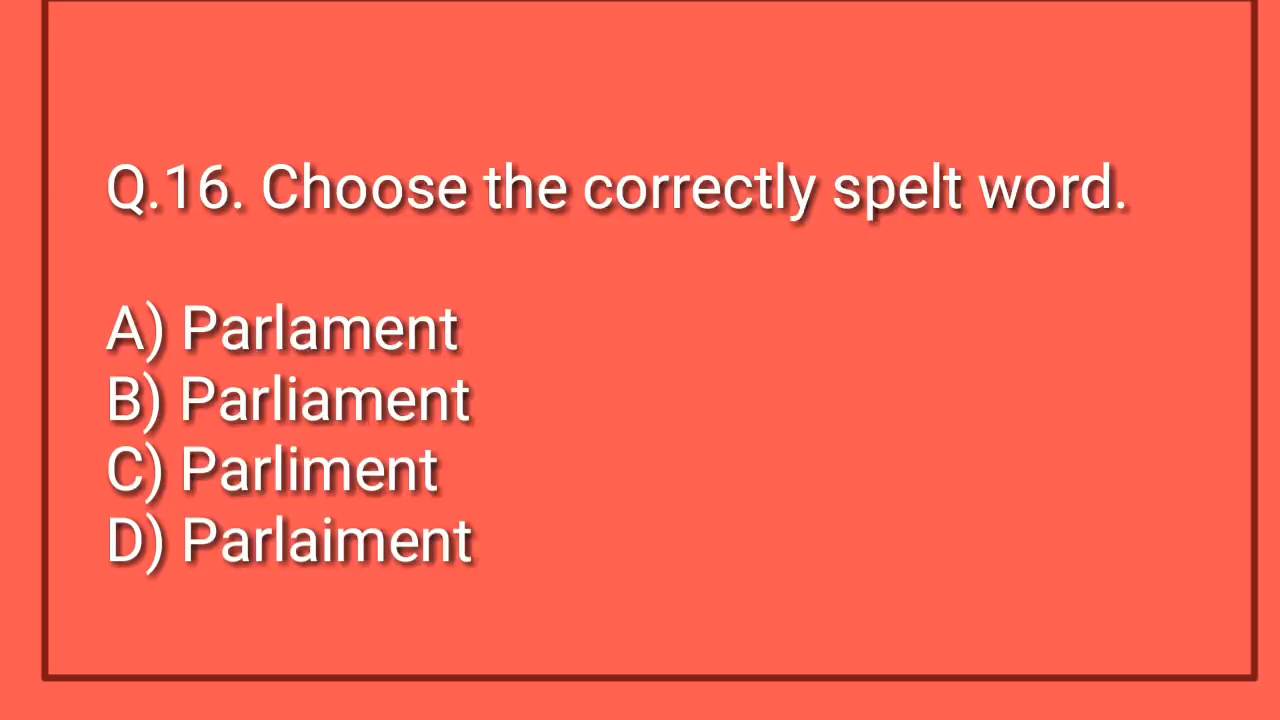 Q.16. Choose the correctly spelt word.
A) Parlament
B) Parliament
C) Parliment
D) Parlaiment